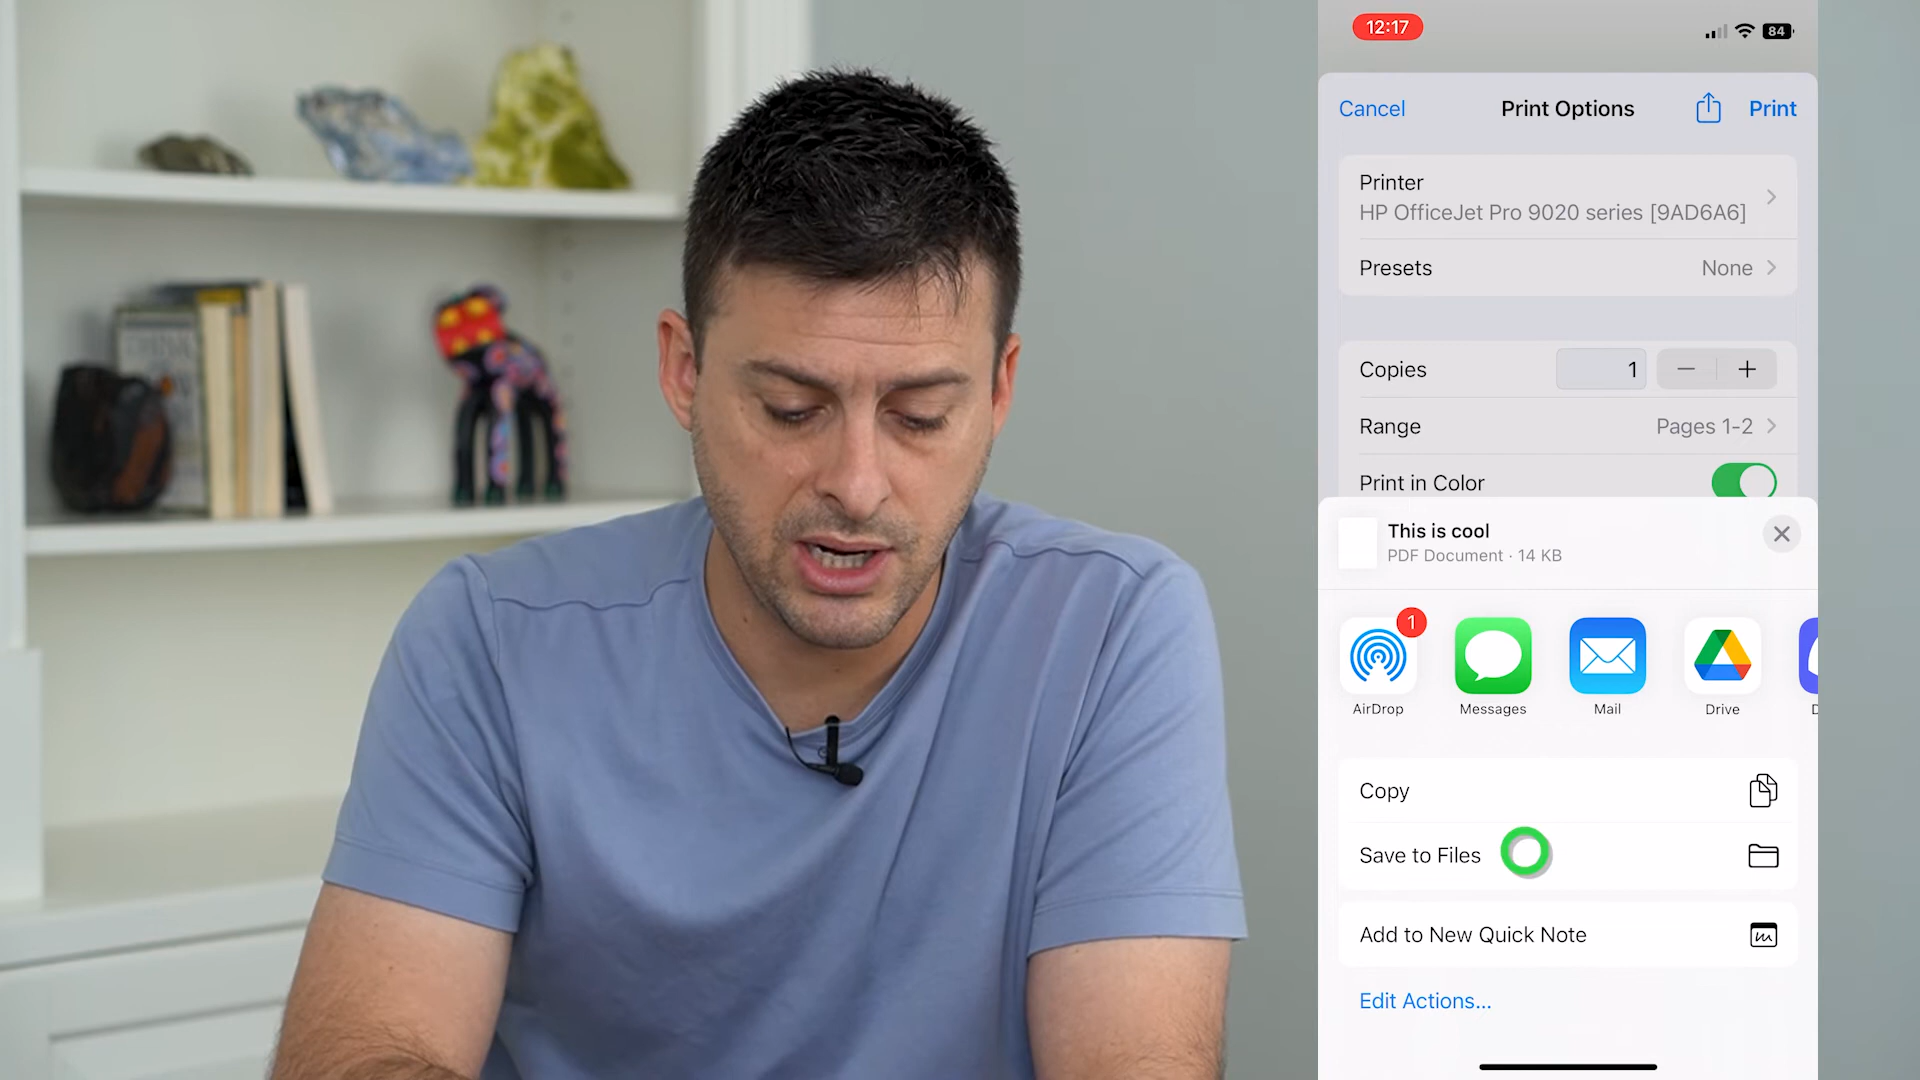 12:17
84
Cancel
Print Options
Print
Printer
HP OfficeJet Pro 9020 series [9AD6A6]
Presets
None
Copies
1
Range
Pages 1-2
Print in Color
This is cool
PDF Document · 14 KB
1
AirDrop
Messages
Mail
Drive
Copy
Save to Files
Add to New Quick Note
Edit Actions...